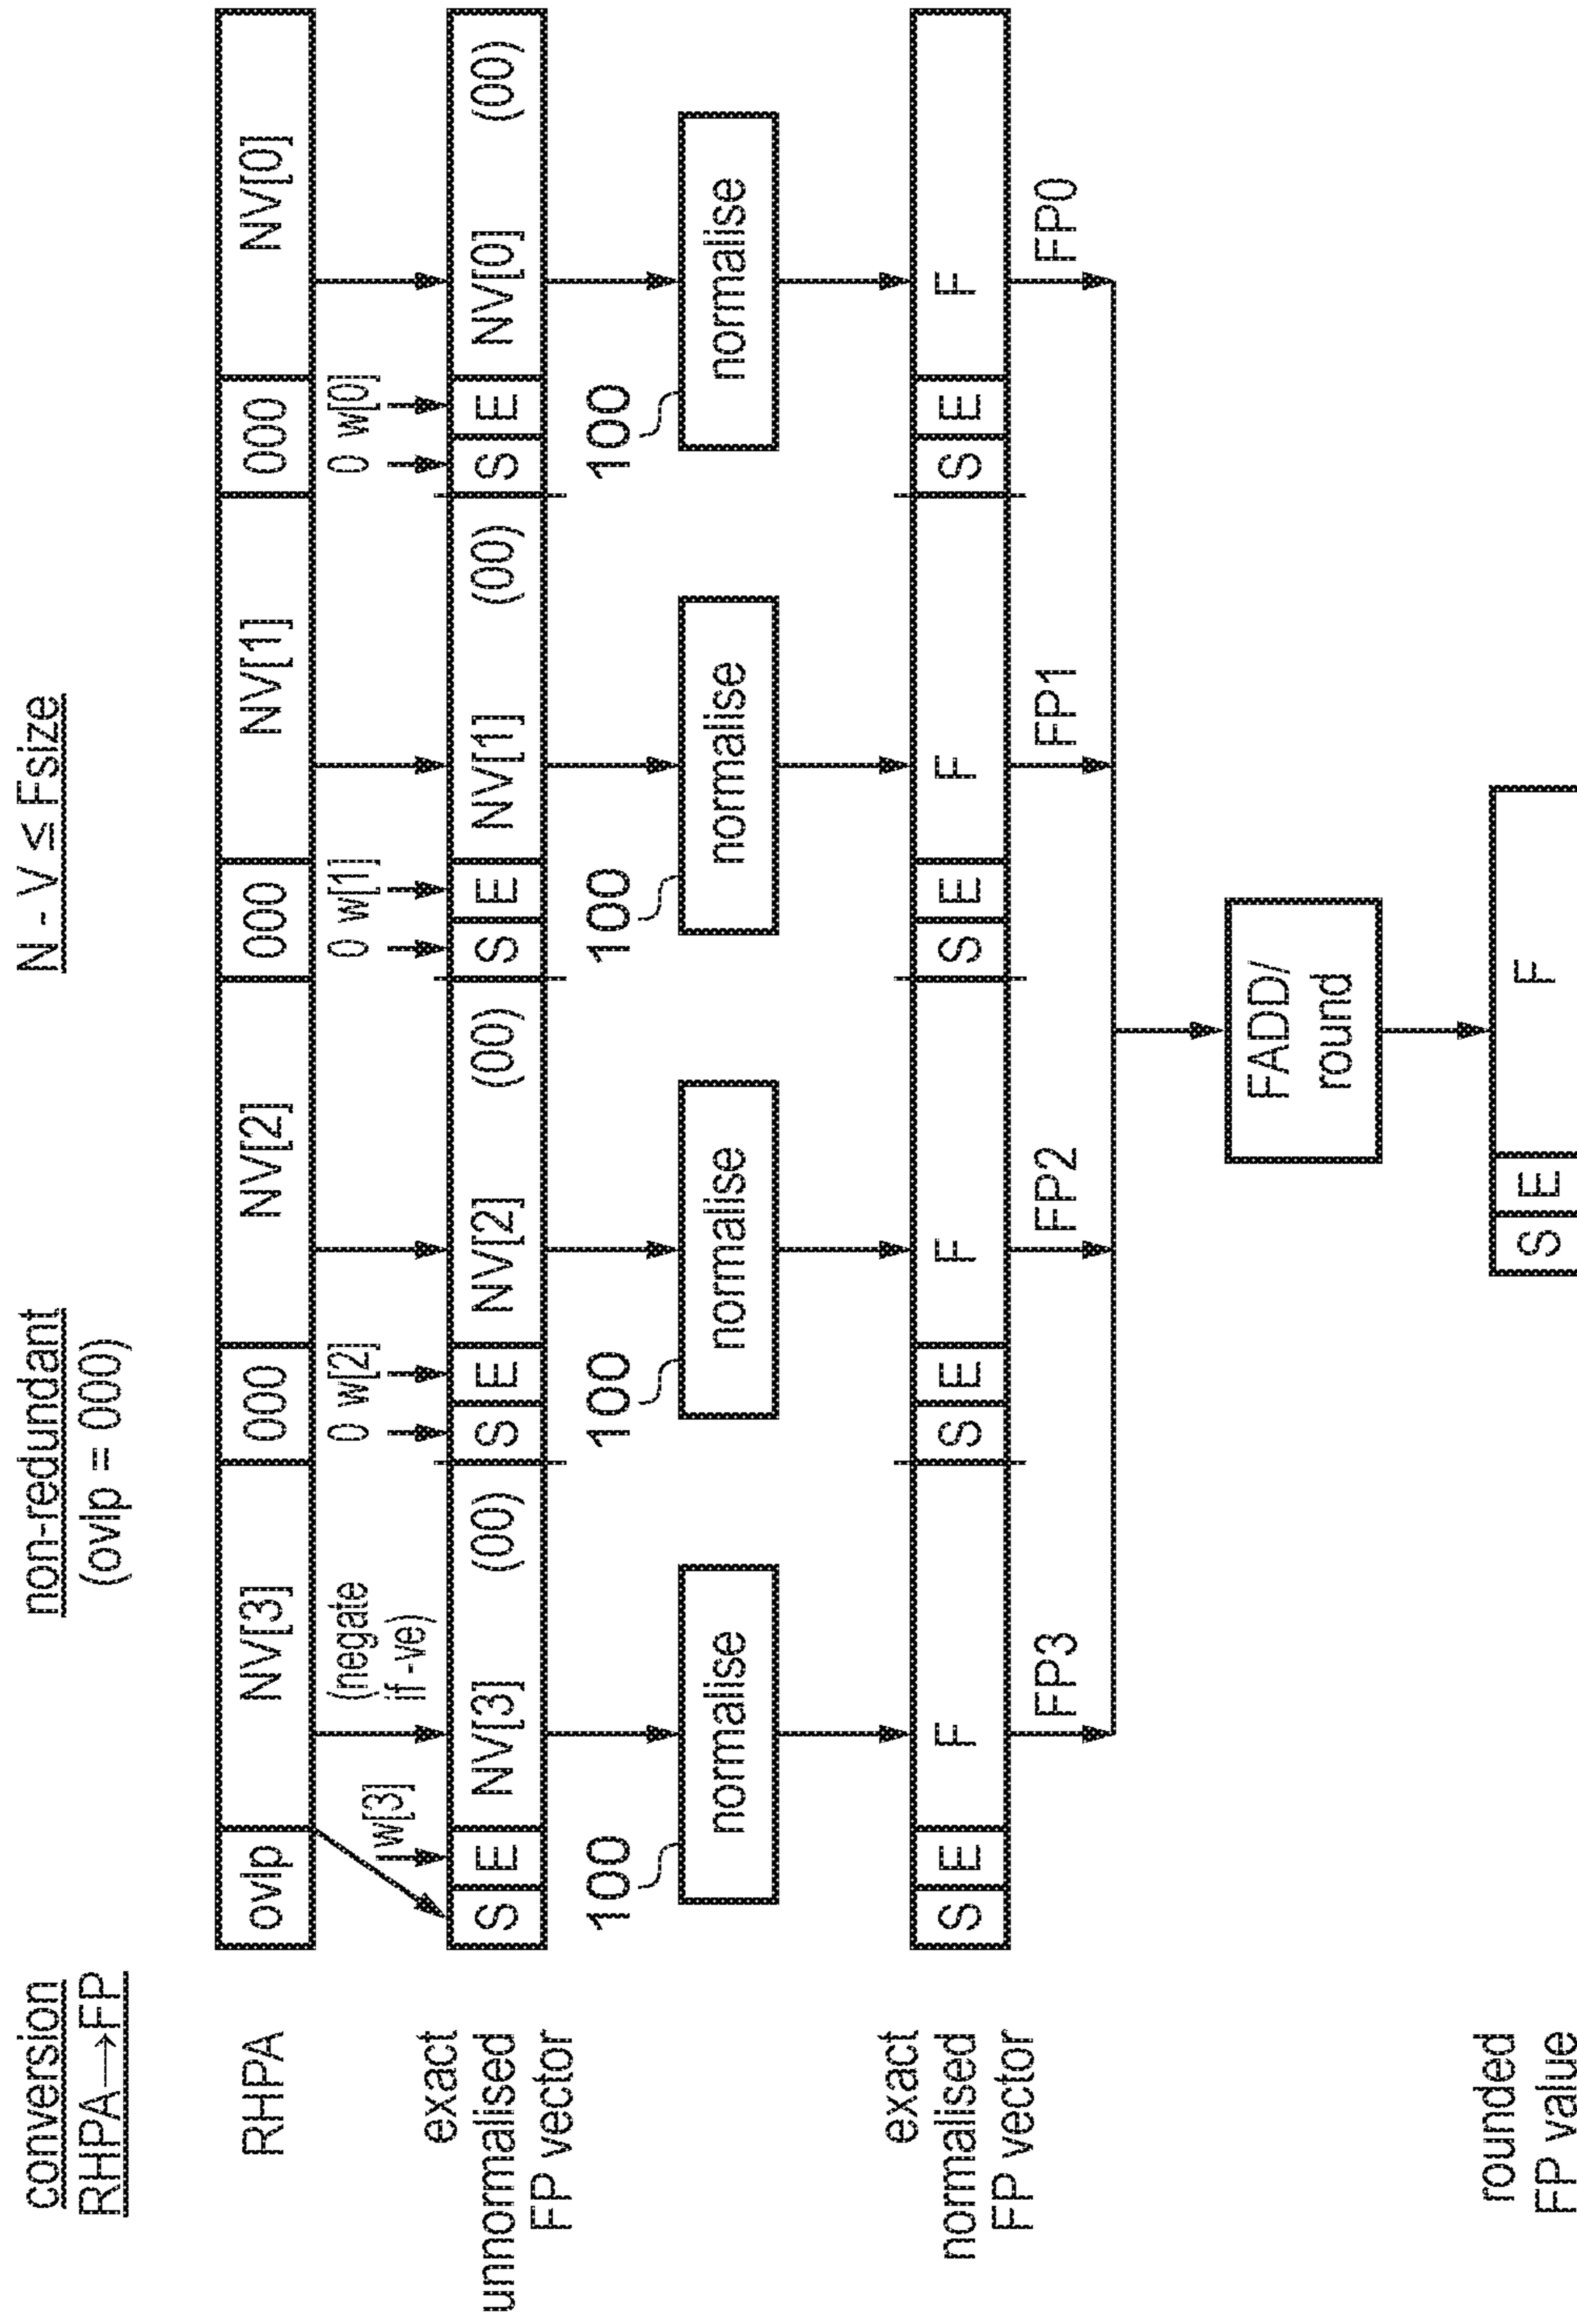 conversion
RHPA→FP
non-redundant
(ovlp = 000)
N - V ≤ Fsize
RHPA
ovlp NV[3] 000 NV[2] 000 NV[1] 000 NV[0]
w[3] (negate
if -ve)
0 w[2] 0 w[1] 0 w[0]
exact
unnormalised
FP vector
S E NV[3] (00) S E NV[2] (00) S E NV[1] (00) S E NV[0] (00)
100 100 100 100
normalise normalise normalise normalise
exact
normalised
FP vector
S E F S E F S E F S E F
FP3 FP2 FP1 FP0
FADD/
round
rounded
FP value
S E F